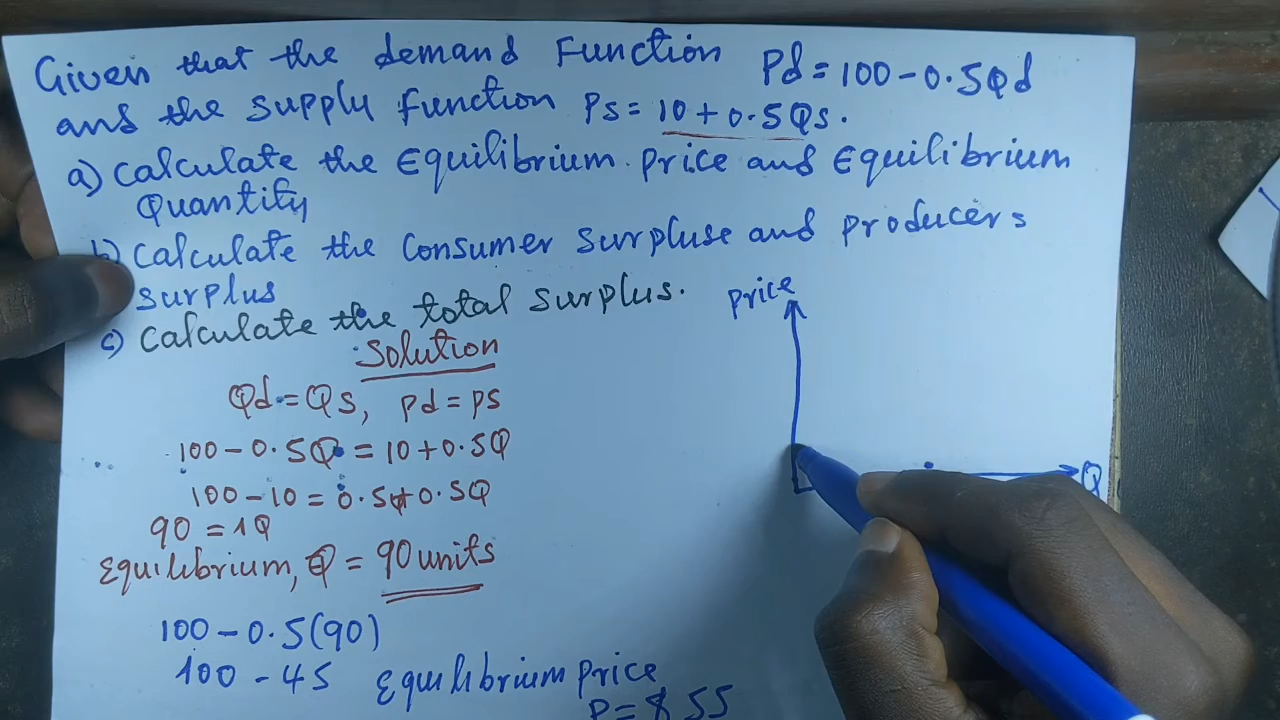 Given that the demand Function Pd = 100 - 0.5Qd
and the supply function Ps = 10 + 0.5Qs.
a) Calculate the Equilibrium price and Equilibrium
Quantity
b) Calculate the Consumer surpluse and producers
surplus
c) Calculate the total surplus.
Price
Solution
Qd = Qs, Pd = Ps
100 - 0.5Q = 10 + 0.5Q
Q
100 - 10 = 0.5Q + 0.5Q
90 = 1Q
Equilibrium, Q = 90 units
100 - 0.5(90)
100 - 45 Equilibrium price
P = $55